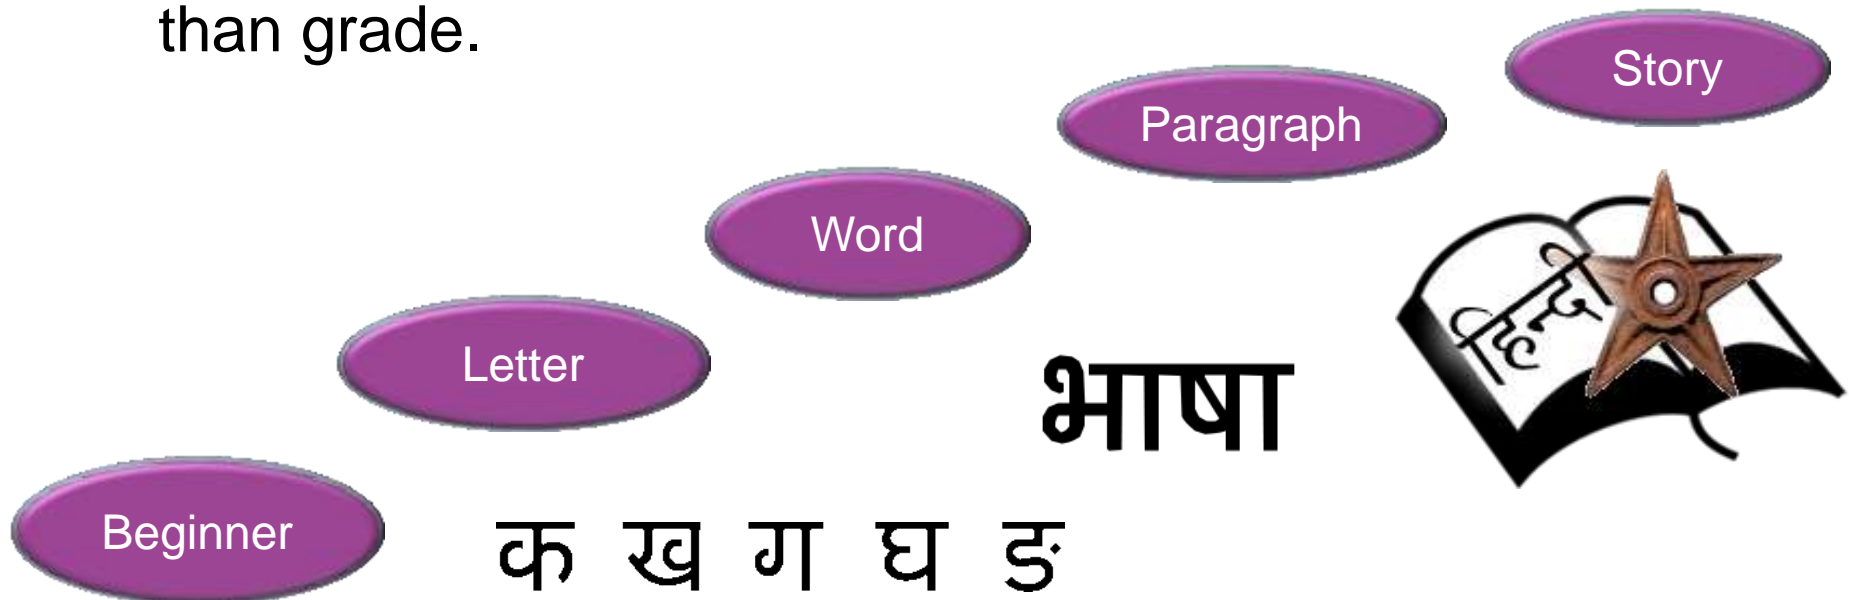 than grade.
Story
Paragraph
Word
हिन्दी
Letter
भाषा
Beginner
क ख ग घ ङ